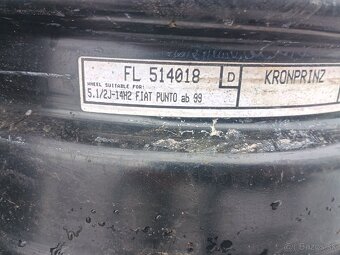 FL 514018 D KRONPRINZ
WHEEL SUITABLE FOR:
5.1/2J-14H2 FIAT PUNTO ab 99